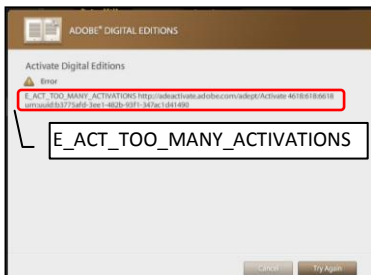 ADOBE® DIGITAL EDITIONS
Activate Digital Editions
Error
E_ACT_TOO_MANY_ACTIVATIONS http://adeactivate.adobe.com/adept/Activate 4618:618:6618
urn:uuid:b3775afd-3ee1-482b-93f1-347ac1d41490
E_ACT_TOO_MANY_ACTIVATIONS
Cancel
Try Again